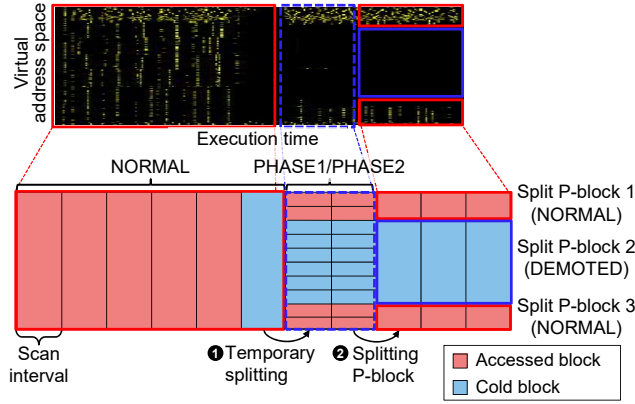 Virtual
address space
Execution time
NORMAL
PHASE1/PHASE2
Split P-block 1
(NORMAL)
Split P-block 2
(DEMOTED)
Split P-block 3
(NORMAL)
Scan
interval
❶Temporary
splitting
❷ Splitting
P-block
Accessed block
Cold block